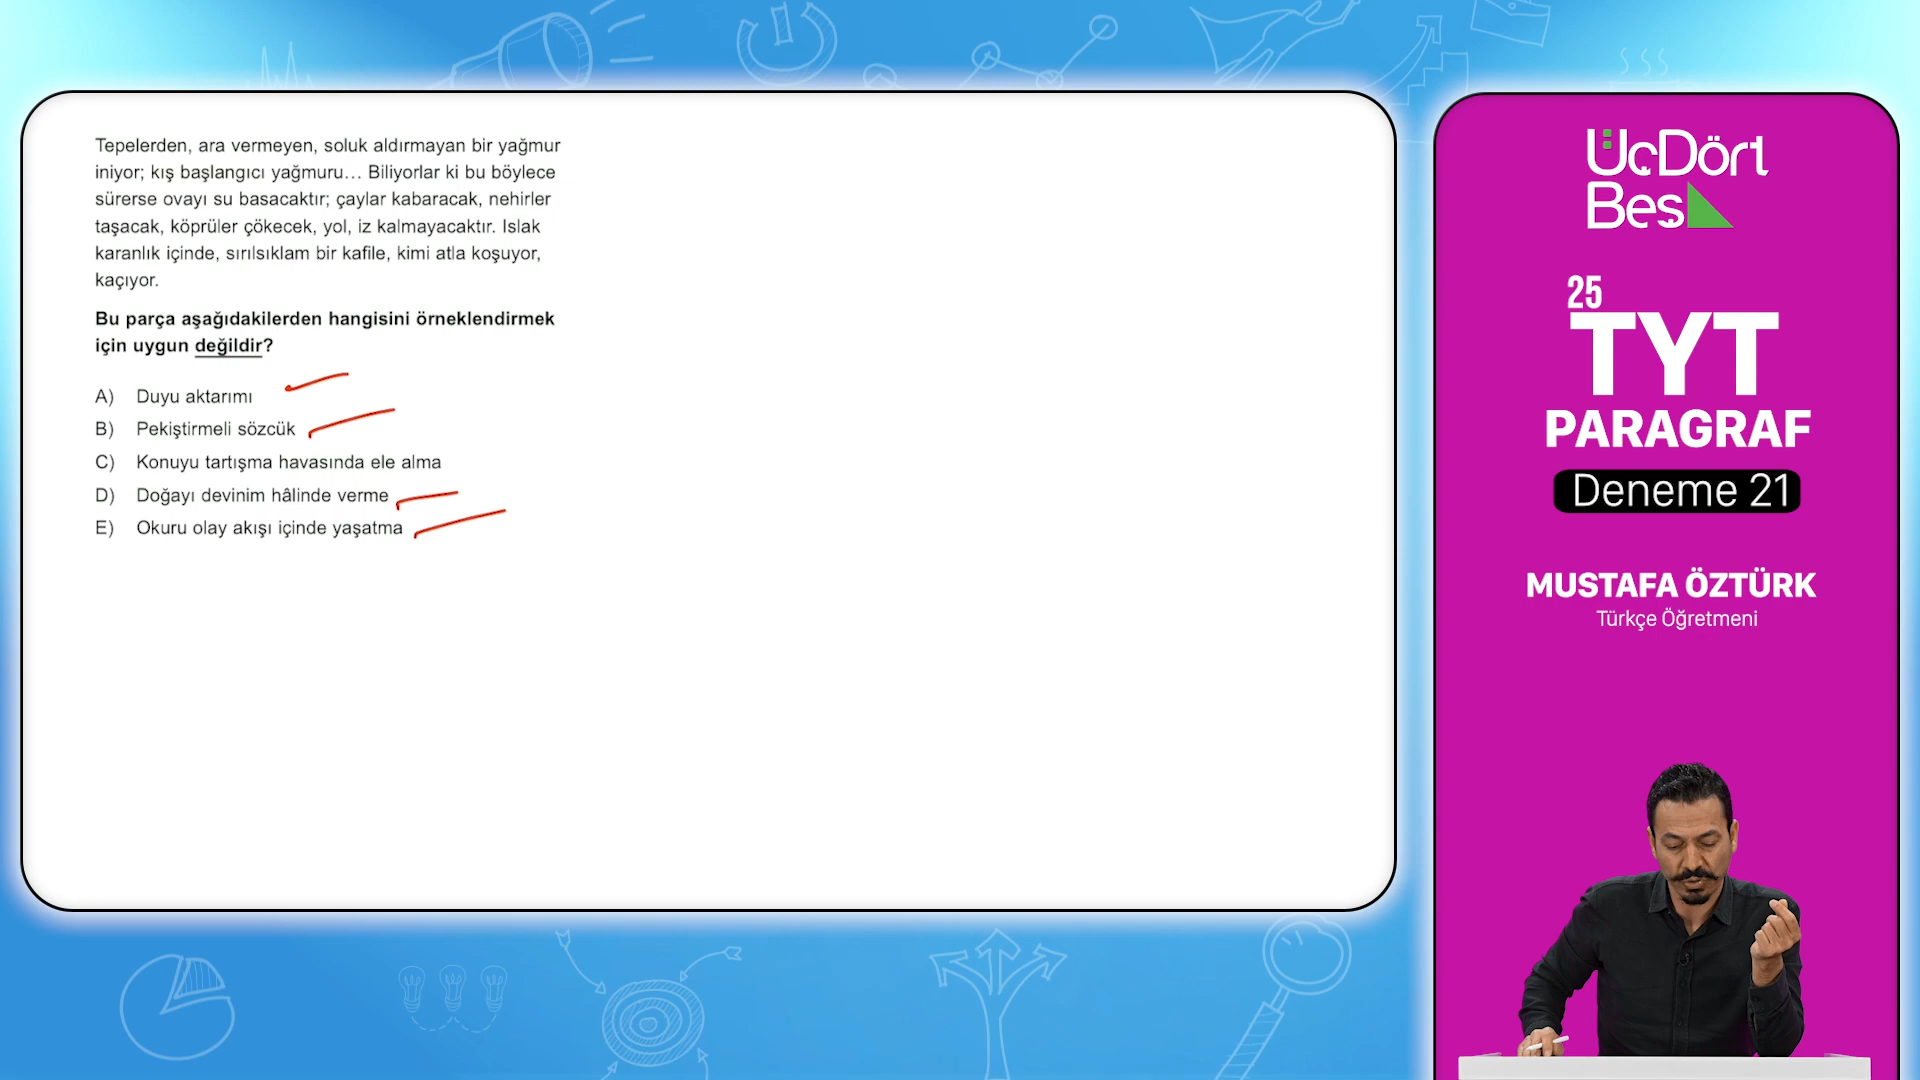 Tepelerden, ara vermeyen, soluk aldırmayan bir yağmur
iniyor; kış başlangıcı yağmuru… Biliyorlar ki bu böylece
sürerse ovayı su basacaktır; çaylar kabaracak, nehirler
taşacak, köprüler çökecek, yol, iz kalmayacaktır. Islak
karanlık içinde, sırılsıklam bir kafile, kimi atla koşuyor,
kaçıyor.
Bu parça aşağıdakilerden hangisini örneklendirmek
için uygun değildir?
A) Duyu aktarımı
B) Pekiştirmeli sözcük
C) Konuyu tartışma havasında ele alma
D) Doğayı devinim hâlinde verme
E) Okuru olay akışı içinde yaşatma
ÜçDört
Beş
25
TYT
PARAGRAF
Deneme 21
MUSTAFA ÖZTÜRK
Türkçe Öğretmeni